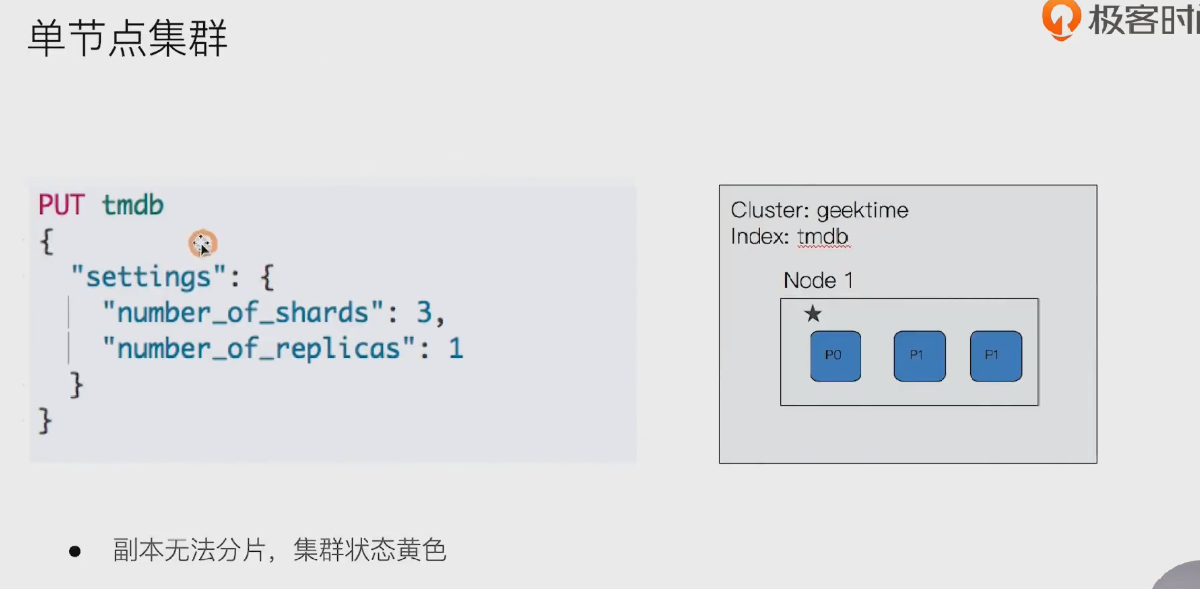 单节点集群
极客时
PUT tmdb
{
"settings": {
"number_of_shards": 3,
"number_of_replicas": 1
}
}
Cluster: geektime
Index: tmdb
Node 1
P0
P1
P1
副本无法分片，集群状态黄色